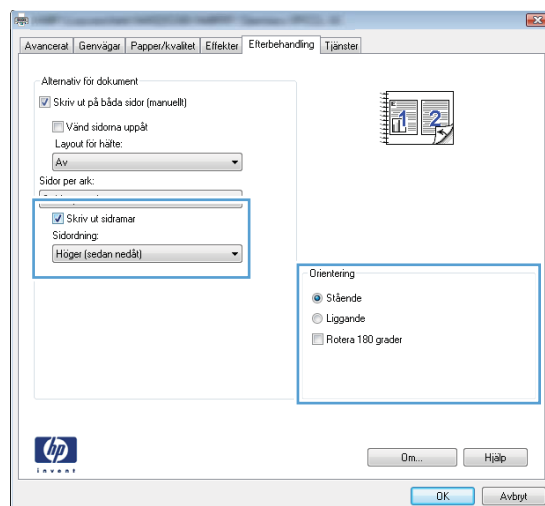 Avancerat Genvägar Papper/kvalitet Effekter Efterbehandling Tjänster
Alternativ för dokument
Skriv ut på båda sidor (manuellt)
Vänd sidorna uppåt
Layout för häfte:
Av
Sidor per ark:
Skriv ut sidramar
Sidordning:
Höger (sedan nedåt)
1 2
Orientering
Stående
Liggande
Rotera 180 grader
hp
invent
Om... Hjälp
OK Avbryt